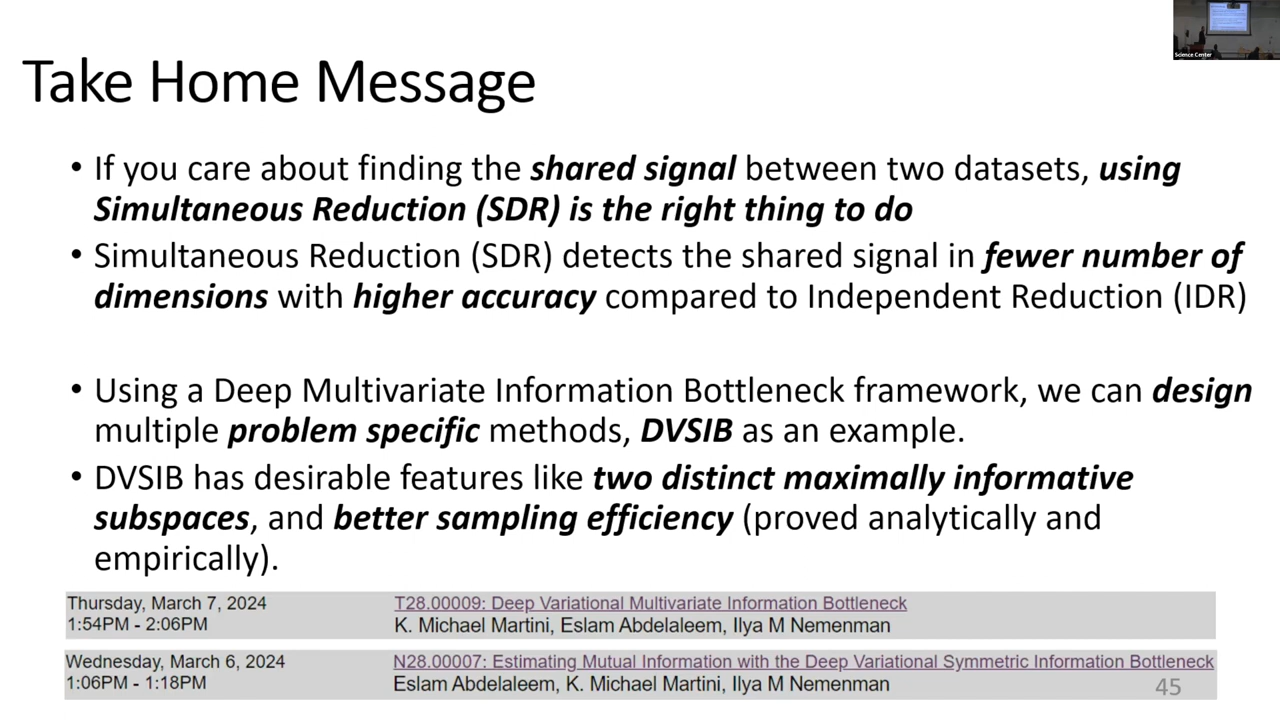 Science Center
Take Home Message
• If you care about finding the shared signal between two datasets, using
Simultaneous Reduction (SDR) is the right thing to do
• Simultaneous Reduction (SDR) detects the shared signal in fewer number of
dimensions with higher accuracy compared to Independent Reduction (IDR)
• Using a Deep Multivariate Information Bottleneck framework, we can design
multiple problem specific methods, DVSIB as an example.
• DVSIB has desirable features like two distinct maximally informative
subspaces, and better sampling efficiency (proved analytically and
empirically).
Thursday, March 7, 2024 T28.00009: Deep Variational Multivariate Information Bottleneck
1:54PM - 2:06PM K. Michael Martini, Eslam Abdelaleem, Ilya M Nemenman
Wednesday, March 6, 2024 N28.00007: Estimating Mutual Information with the Deep Variational Symmetric Information Bottleneck
1:06PM - 1:18PM Eslam Abdelaleem, K. Michael Martini, Ilya M Nemenman
45